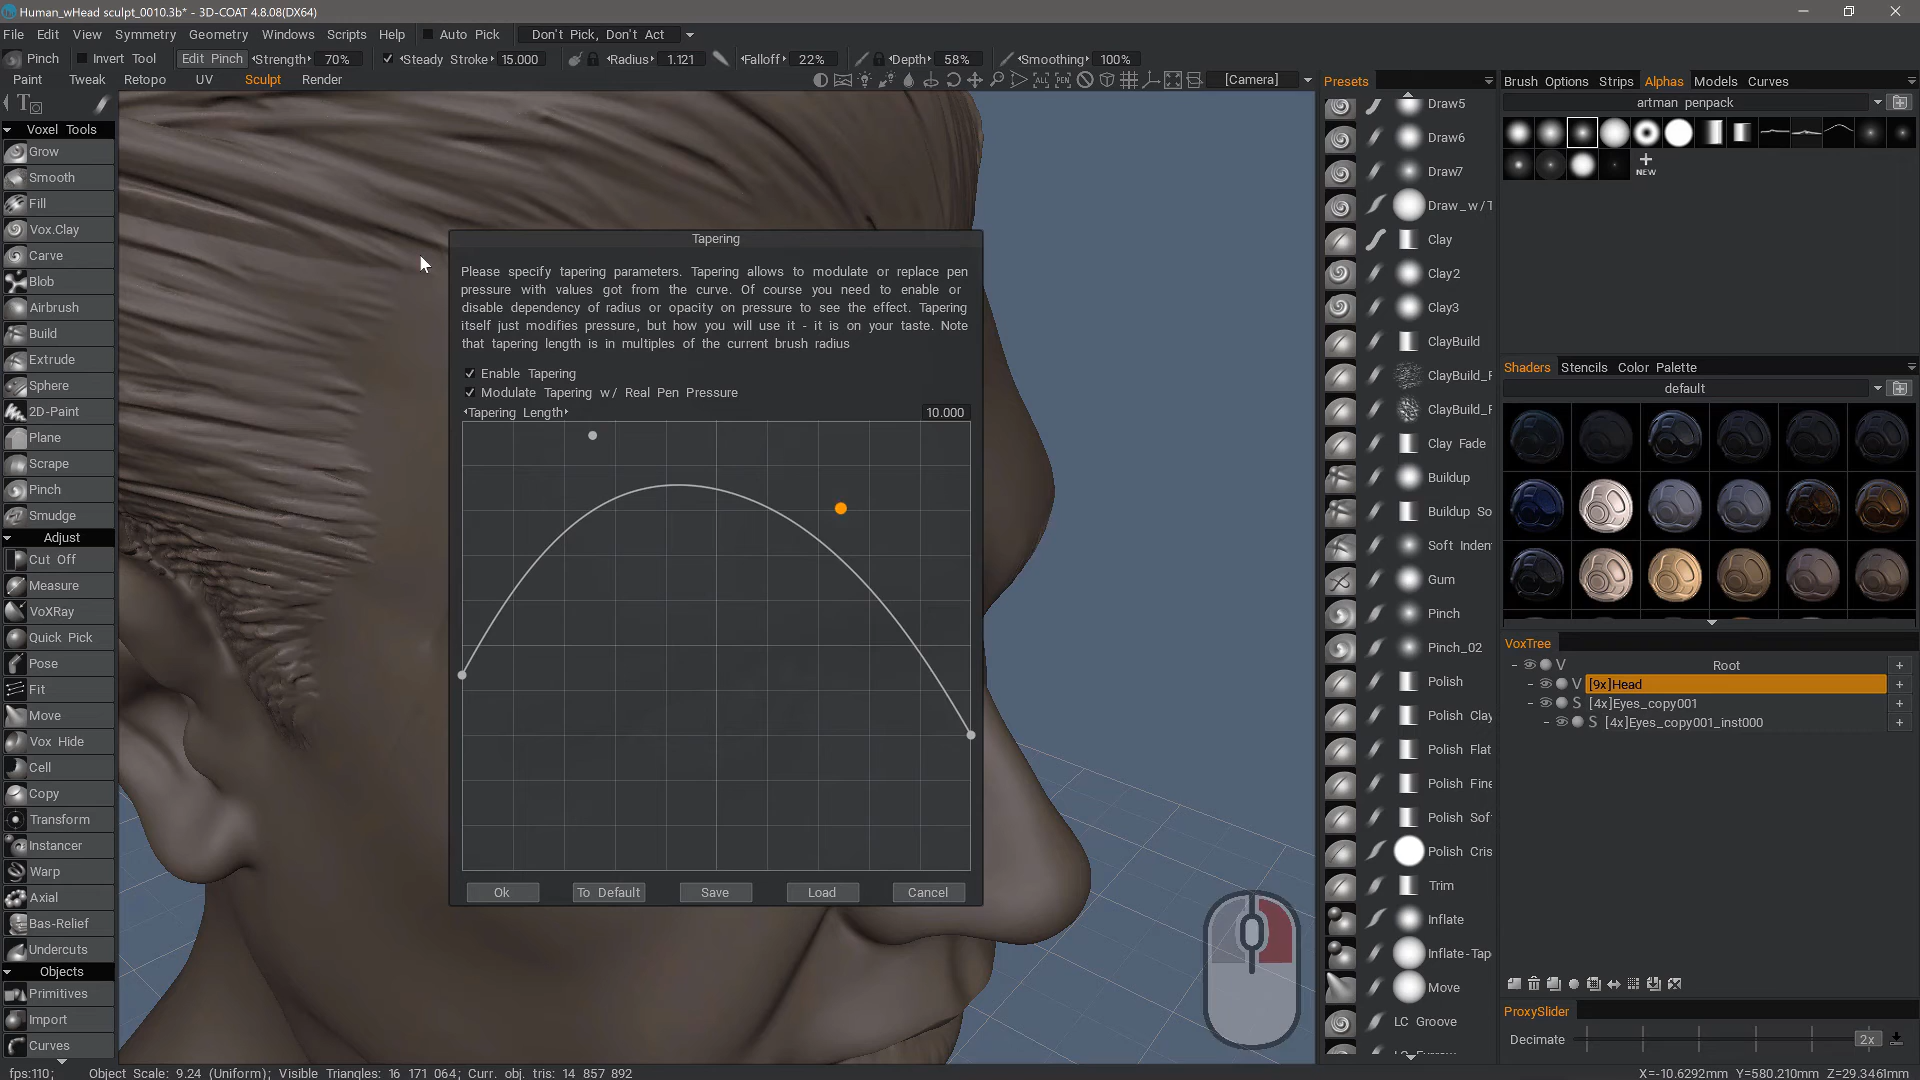 Human_wHead sculpt_0010.3b* - 3D-COAT 4.8.08(DX64)
File Edit View Symmetry Geometry Windows Scripts Help Auto Pick Don't Pick, Don't Act
Pinch Invert Tool Edit Pinch Strength 70% Steady Stroke 15.000 Radius 1.121 Falloff 22% Depth 58% Smoothing 100%
Paint Tweak Retopo UV Sculpt Render [Camera]
Presets
Brush Options Strips Alphas Models Curves
artman penpack
NEW
Voxel Tools
Grow
Smooth
Fill
Vox.Clay
Carve
Blob
Airbrush
Build
Extrude
Sphere
2D-Paint
Plane
Scrape
Pinch
Smudge
Adjust
Cut Off
Measure
VoXRay
Quick Pick
Pose
Fit
Move
Vox Hide
Cell
Copy
Transform
Instancer
Warp
Axial
Bas-Relief
Undercuts
Objects
Primitives
Import
Curves
Tapering
Please specify tapering parameters. Tapering allows to modulate or replace pen
pressure with values got from the curve. Of course you need to enable or
disable dependency of radius or opacity on pressure to see the effect. Tapering
itself just modifies pressure, but how you will use it - it is on your taste. Note
that tapering length is in multiples of the current brush radius
Enable Tapering
Modulate Tapering w/ Real Pen Pressure
Tapering Length 10.000
Ok To Default Save Load Cancel
Draw5
Draw6
Draw7
Draw_w/T
Clay
Clay2
Clay3
ClayBuild
ClayBuild_F
ClayBuild_F
Clay Fade
Buildup
Buildup So
Soft Inden
Gum
Pinch
Pinch_02
Polish
Polish Clay
Polish Flat
Polish Fine
Polish Sof
Polish Cris
Trim
Inflate
Inflate-Tap
Move
LC Groove
Shaders Stencils Color Palette
default
VoxTree
V Root +
V [9x]Head +
S [4x]Eyes_copy001 +
S [4x]Eyes_copy001_inst000 +
ProxySlider
Decimate 2x
fps:110; Object Scale: 9.24 (Uniform); Visible Triangles: 16 171 064; Curr. obj. tris: 14 857 892
X=-10.6292mm Y=580.210mm Z=29.3461mm